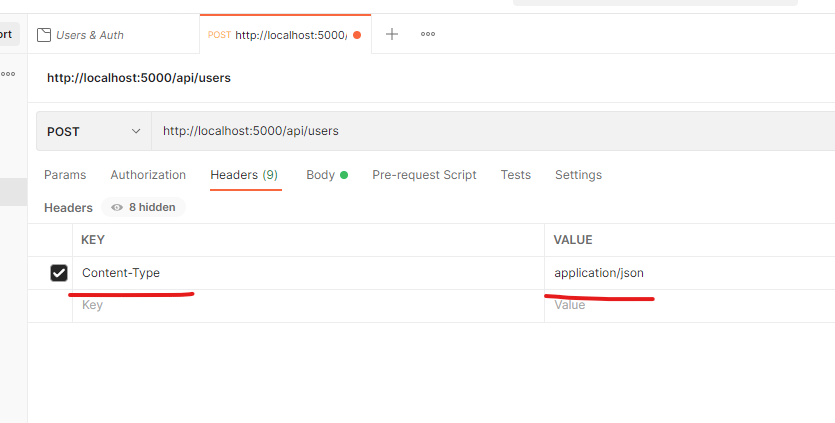 ort
Users & Auth
POST http://localhost:5000/
http://localhost:5000/api/users
POST http://localhost:5000/api/users
Params Authorization Headers (9) Body Pre-request Script Tests Settings
Headers 8 hidden
KEY VALUE
Content-Type application/json
Key Value